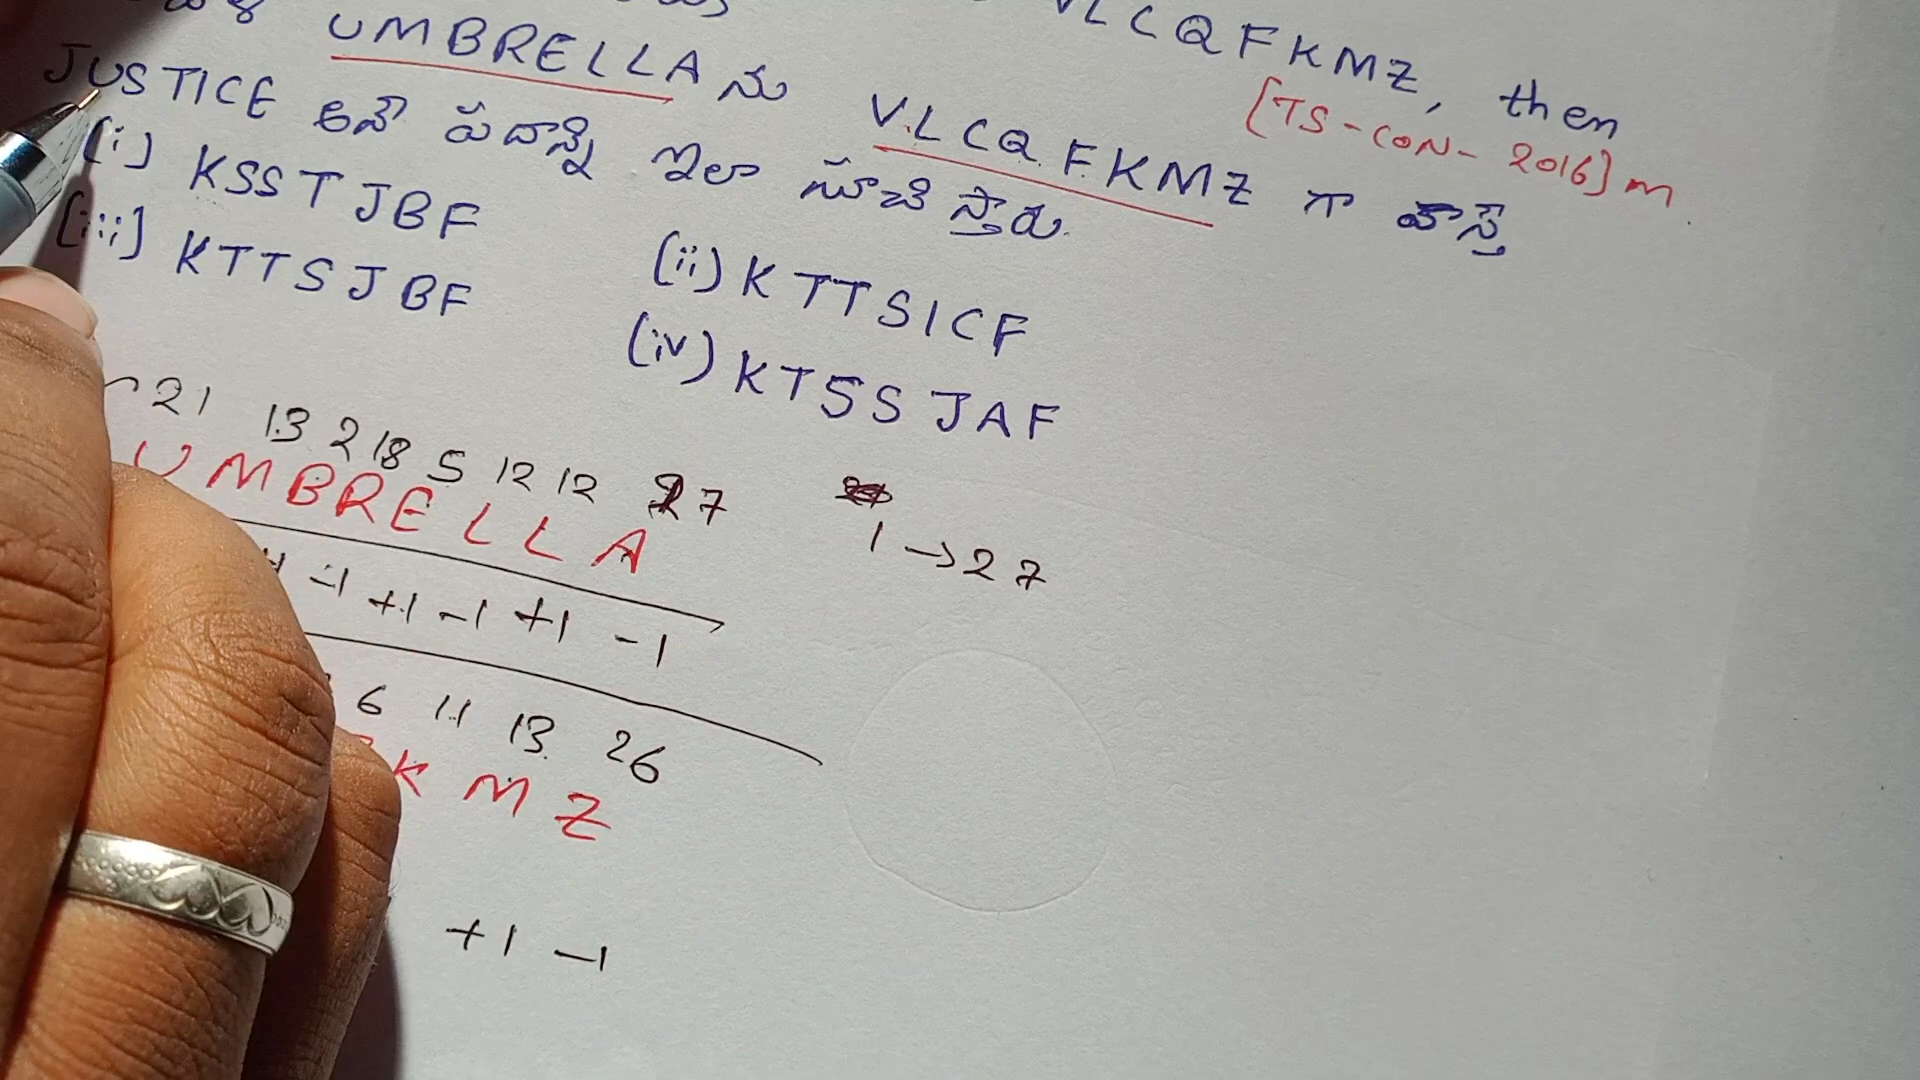 VLCQFKMZ, then
[TS-CON-2016] m
UMBRELLA ను VLCQFKMZ గా వాస్తే
JUSTICE అనే పదాన్ని ఇలా సూచిస్తారు.
(i) KSSTJBF
(ii) KTTSICF
(iii) KTTSJBF
(iv) KTSSJAF
21 13 2 18 5 12 12 27
UMBRELLA
1 → 27
-1 +1 -1 +1 -1
6 11 13 26
K M Z
+1 -1